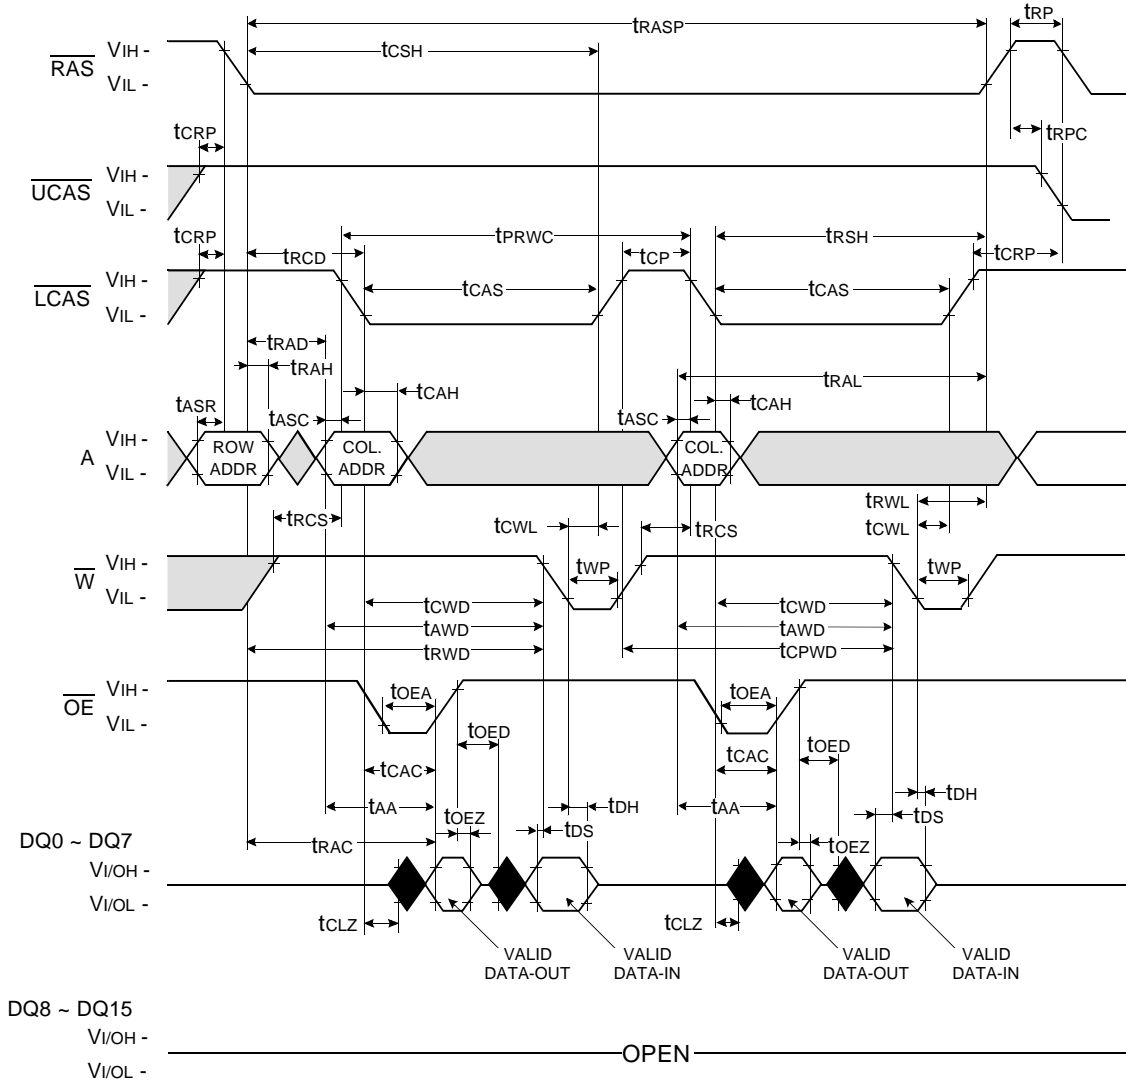 tRASP tRP
tCSH
RAS VIH -
VIL -
tCRP tRPC
UCAS VIH -
VIL -
tCRP tRCD tPRWC tCP tRSH tCRP
LCAS VIH -
VIL -
tCAS tCAS
tRAD
tRAH
tASR tASC tCAH tASC tCAH tRAL
A VIH -
VIL -
ROW
ADDR
COL.
ADDR
COL.
ADDR
tRCS tCWL tRCS tRWL
tCWL
W VIH -
VIL -
tWP tWP
tCWD tCWD
tAWD tAWD
tRWD tCPWD
OE VIH -
VIL -
tOEA tOEA
tOED tOED
tCAC tCAC
tAA tDH tAA tDH
tOEZ tDS tDS
tRAC tOEZ
DQ0 ~ DQ7
VI/OH -
VI/OL -
tCLZ tCLZ
VALID
DATA-OUT
VALID
DATA-IN
VALID
DATA-OUT
VALID
DATA-IN
DQ8 ~ DQ15
VI/OH -
OPEN
VI/OL -